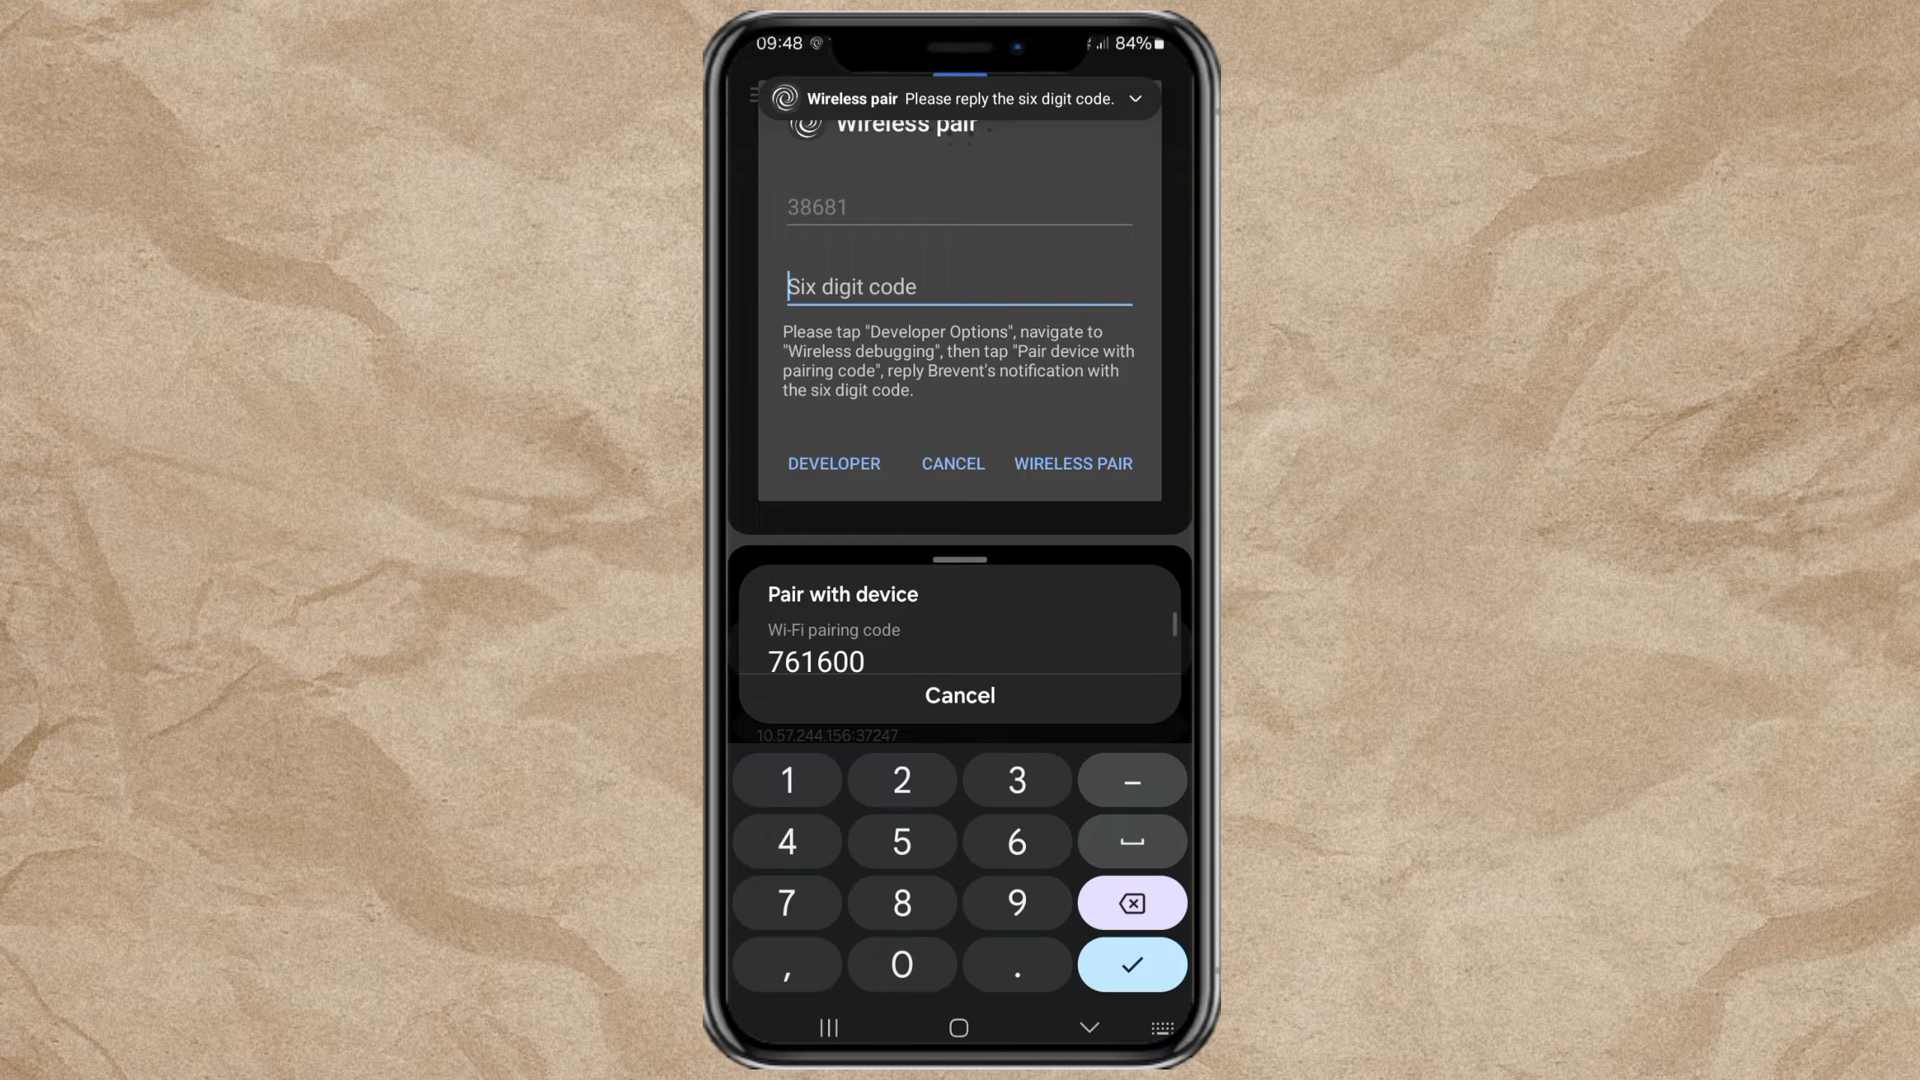 09:48
84%
Wireless pair Please reply the six digit code.
Wireless pair
38681
Six digit code
Please tap "Developer Options", navigate to
"Wireless debugging", then tap "Pair device with
pairing code", reply Brevent's notification with
the six digit code.
DEVELOPER CANCEL WIRELESS PAIR
Pair with device
Wi-Fi pairing code
761600
Cancel
10.57.244.156:37247
1 2 3 –
4 5 6
7 8 9
, 0 .